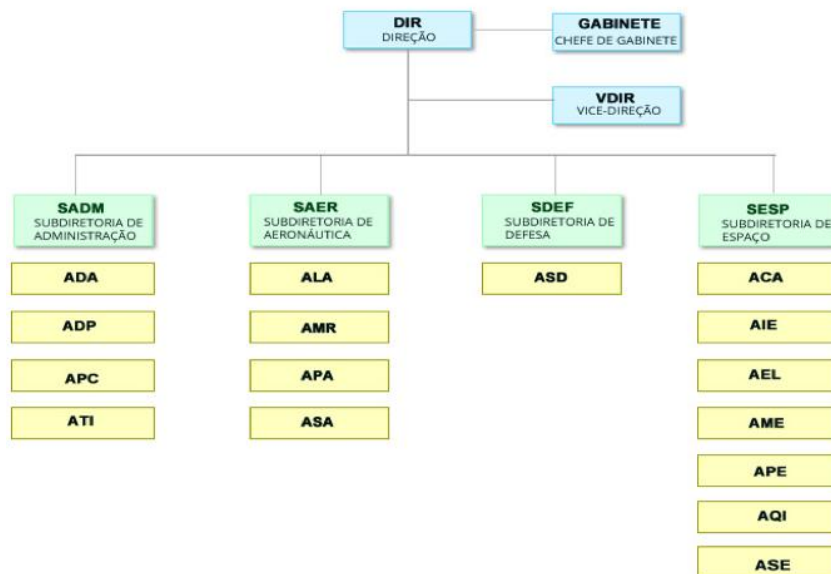 DIR
DIREÇÃO
GABINETE
CHEFE DE GABINETE
VDIR
VICE-DIREÇÃO
SADM
SUBDIRETORIA DE
ADMINISTRAÇÃO
SAER
SUBDIRETORIA DE
AERONÁUTICA
SDEF
SUBDIRETORIA DE
DEFESA
SESP
SUBDIRETORIA DE
ESPAÇO
ADA
ADP
APC
ATI
ALA
AMR
APA
ASA
ASD
ACA
AIE
AEL
AME
APE
AQI
ASE